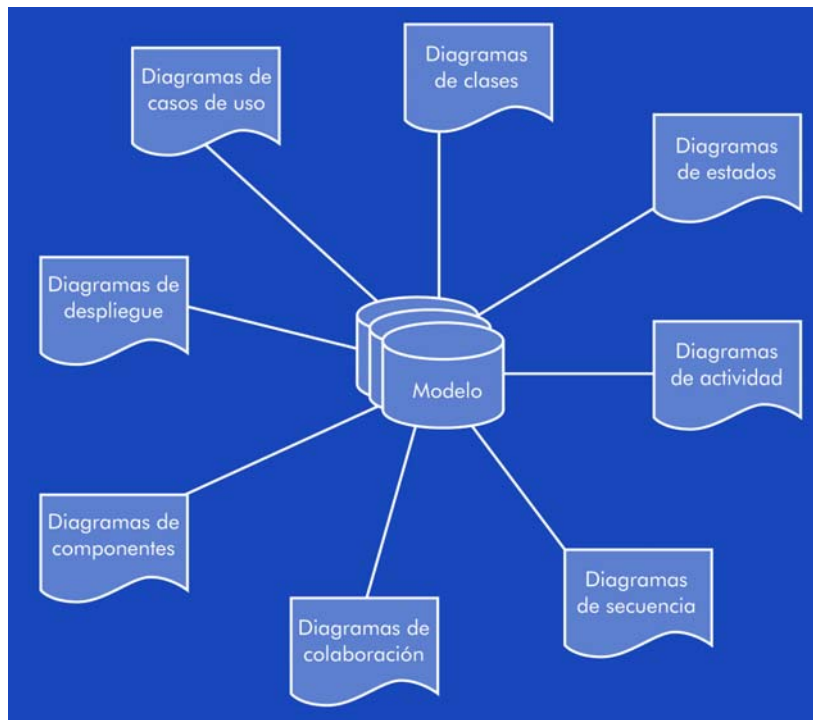 Diagramas de
casos de uso
Diagramas
de clases
Diagramas
de estados
Diagramas de
despliegue
Diagramas
de actividad
Modelo
Diagramas de
componentes
Diagramas
de secuencia
Diagramas de
colaboración